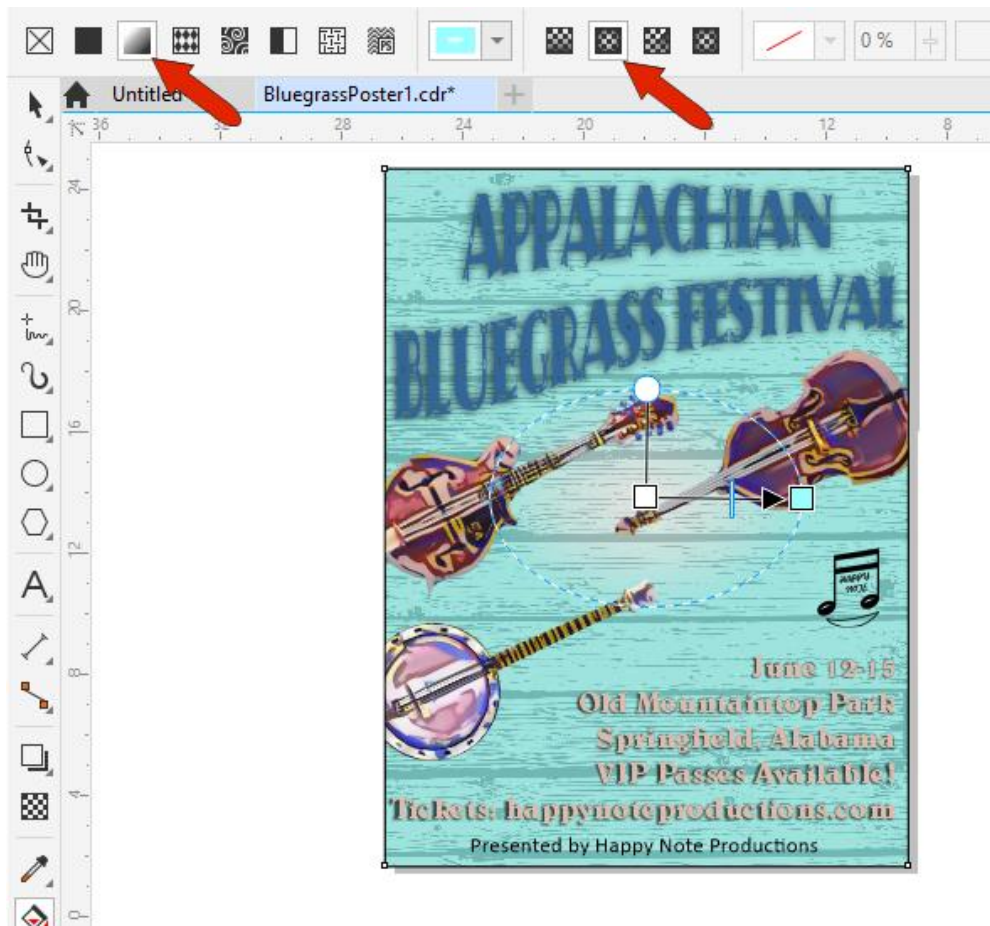 PS
0 %
Untitled
BluegrassPoster1.cdr*
36 32 28 24 20 12 8
24
20
16
12
8
4
0
A
APPALACHIAN
BLUEGRASS FESTIVAL
June 12-15
Old Mountaintop Park
Springfield, Alabama
VIP Passes Available!
Tickets: happynoteproductions.com
Presented by Happy Note Productions